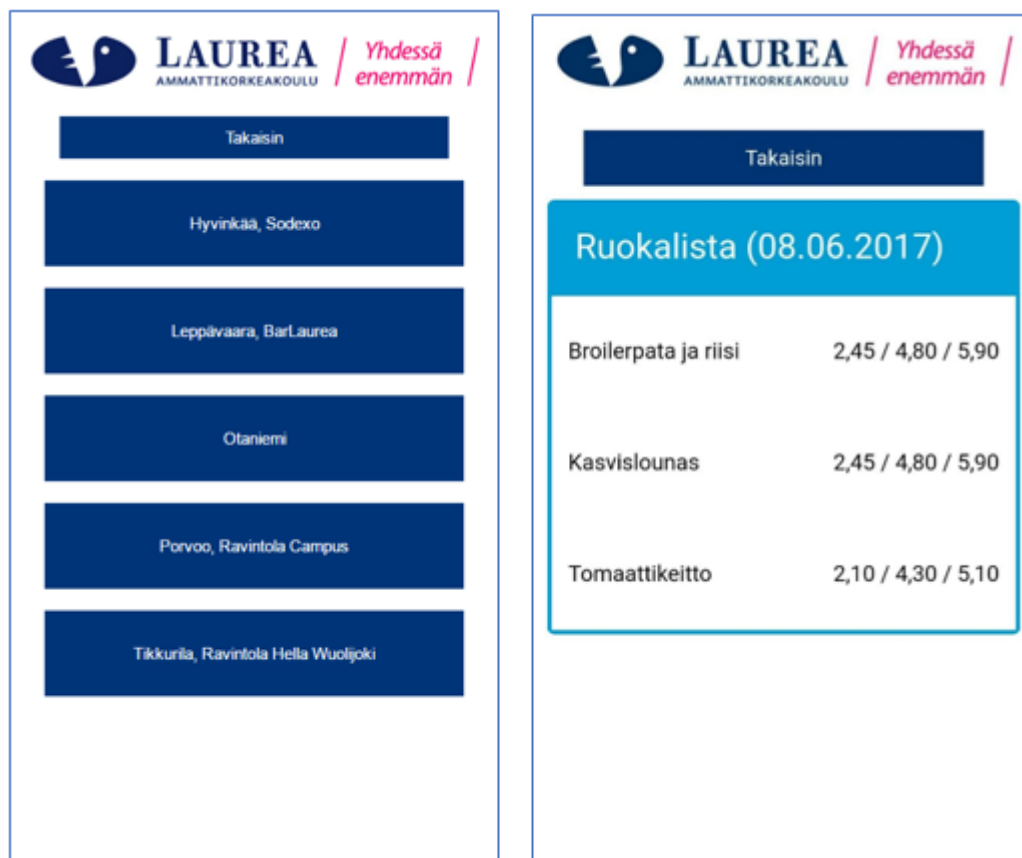 LAUREA
AMMATTIKORKEAKOULU
Yhdessä
enemmän
Takaisin
Hyvinkää, Sodexo
Leppävaara, BarLaurea
Otaniemi
Porvoo, Ravintola Campus
Tikkurila, Ravintola Hella Wuolijoki
LAUREA
AMMATTIKORKEAKOULU
Yhdessä
enemmän
Takaisin
Ruokalista (08.06.2017)
Broilerpata ja riisi 2,45 / 4,80 / 5,90
Kasvislounas 2,45 / 4,80 / 5,90
Tomaattikeitto 2,10 / 4,30 / 5,10